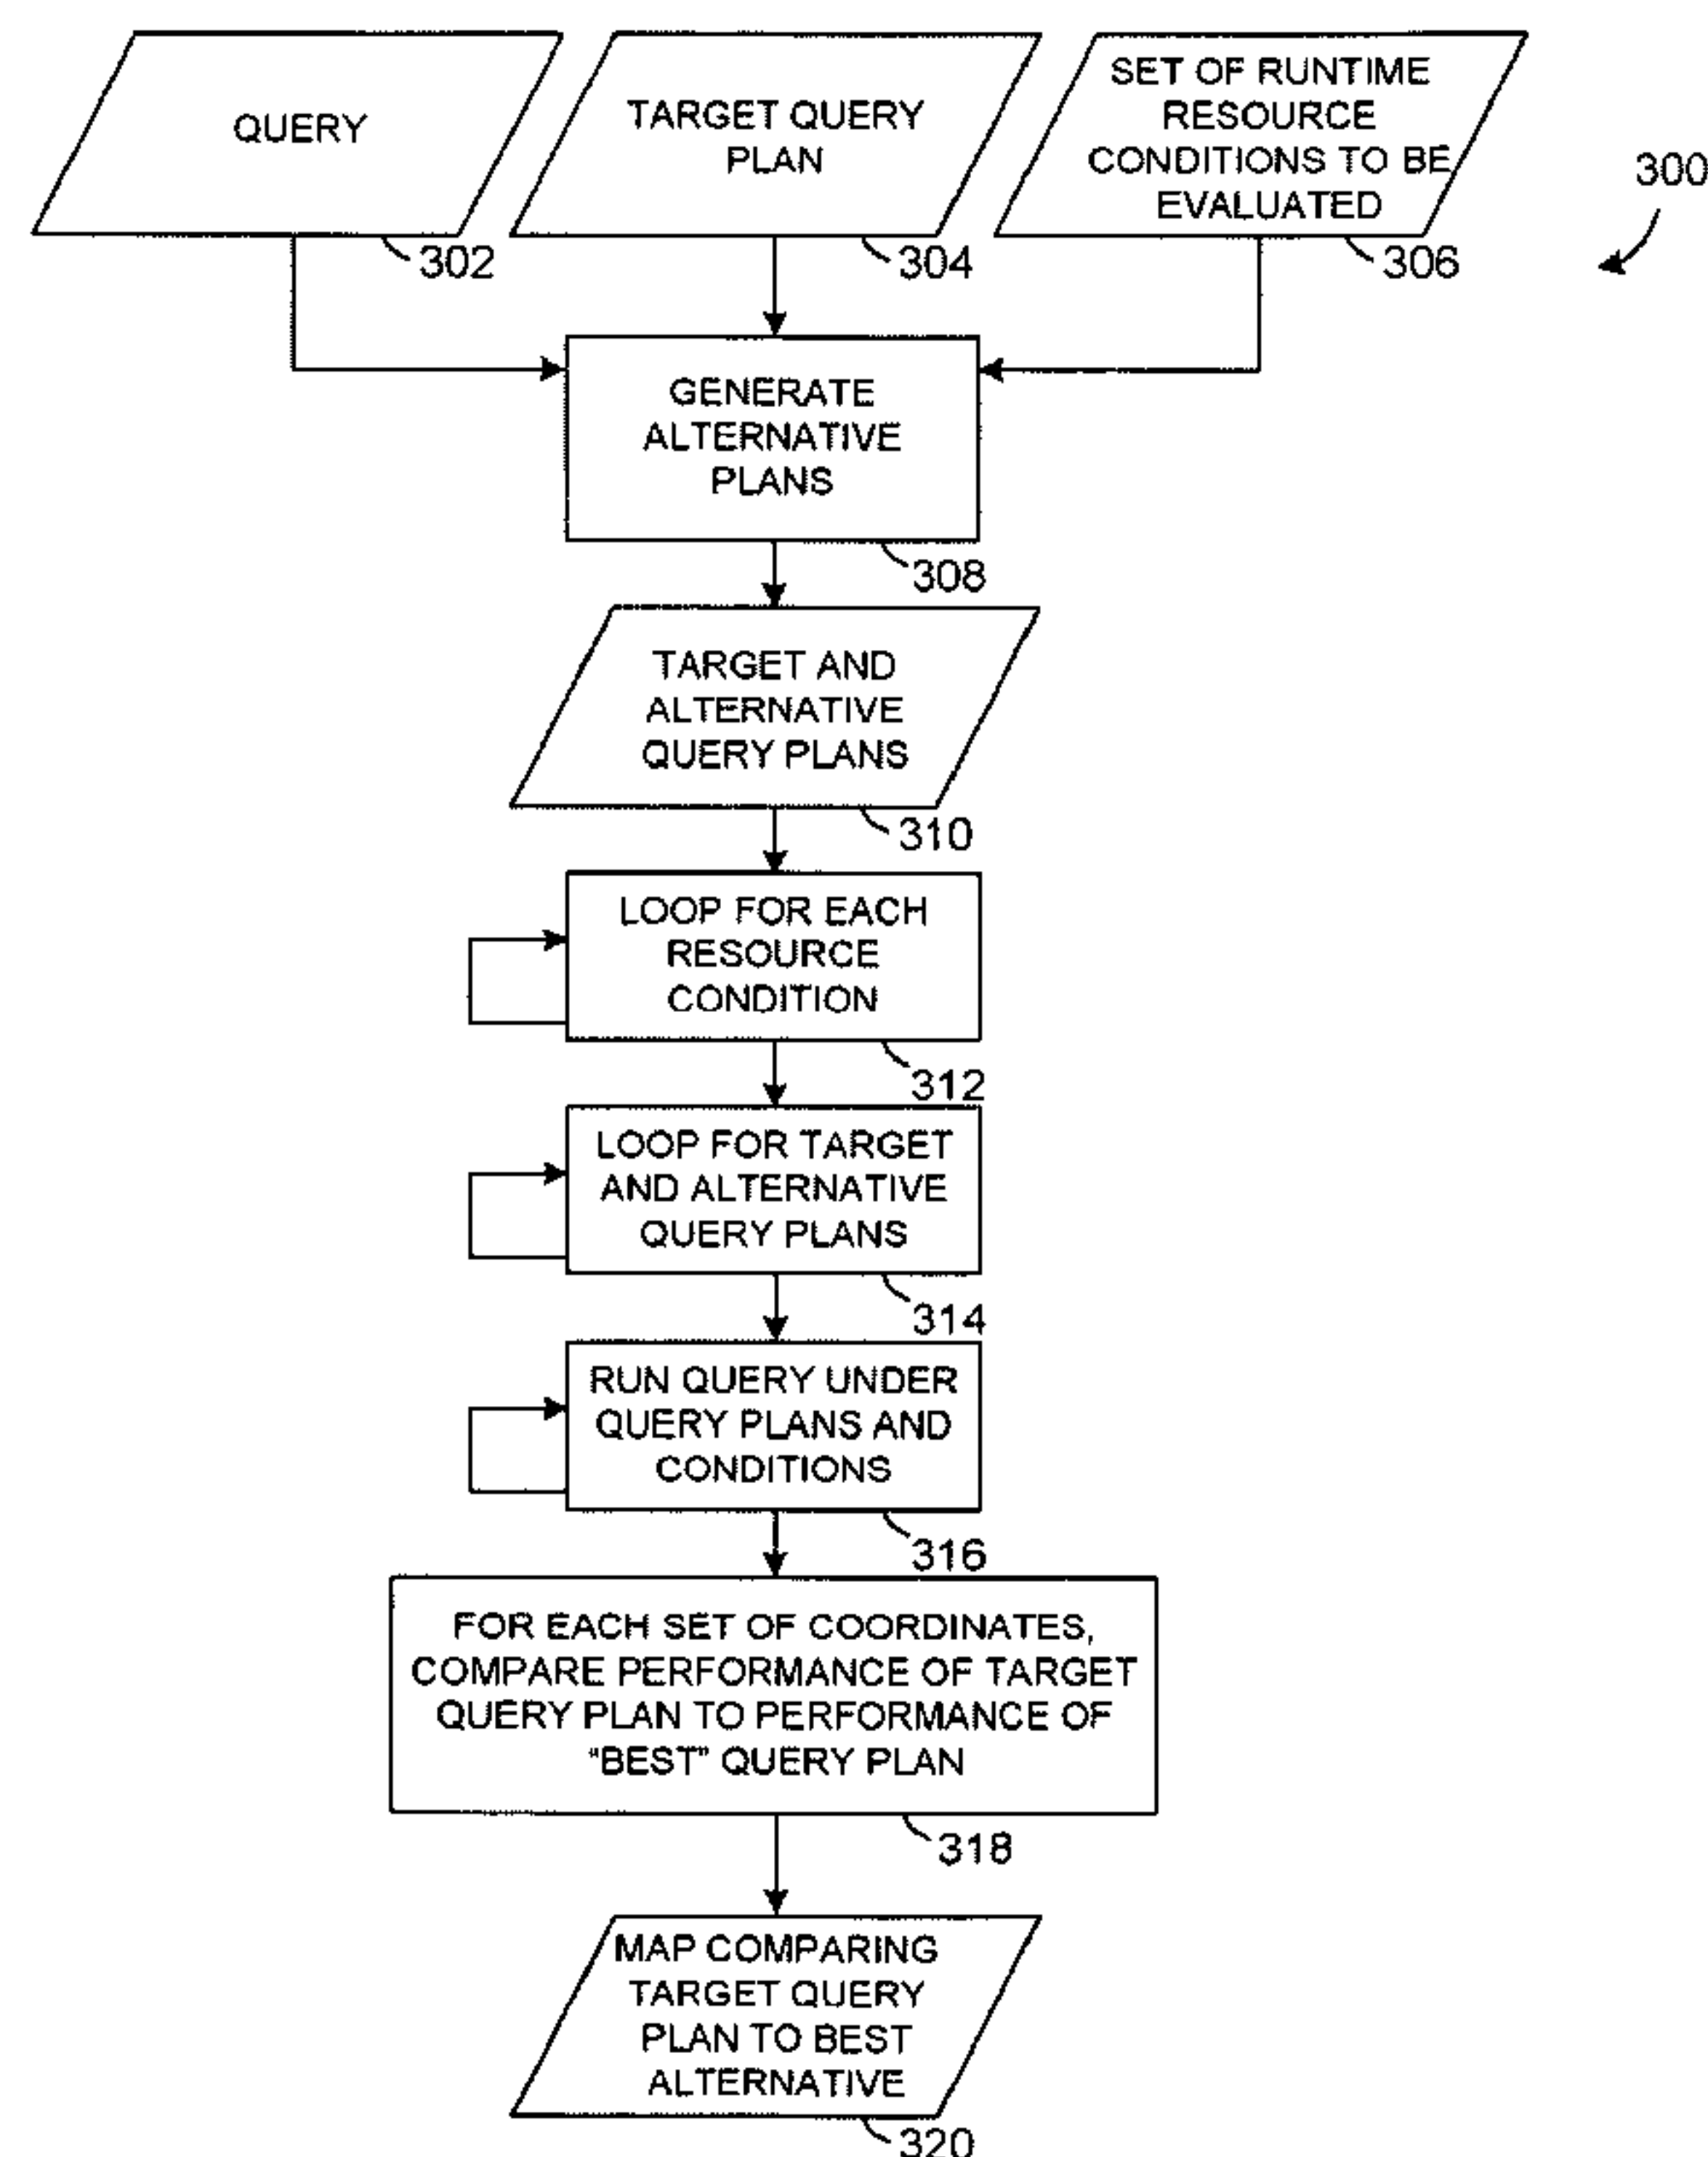 QUERY
TARGET QUERY
PLAN
SET OF RUNTIME
RESOURCE
CONDITIONS TO BE
EVALUATED
300
302
304
306
GENERATE
ALTERNATIVE
PLANS
308
TARGET AND
ALTERNATIVE
QUERY PLANS
310
LOOP FOR EACH
RESOURCE
CONDITION
312
LOOP FOR TARGET
AND ALTERNATIVE
QUERY PLANS
314
RUN QUERY UNDER
QUERY PLANS AND
CONDITIONS
316
FOR EACH SET OF COORDINATES,
COMPARE PERFORMANCE OF TARGET
QUERY PLAN TO PERFORMANCE OF
"BEST" QUERY PLAN
318
MAP COMPARING
TARGET QUERY
PLAN TO BEST
ALTERNATIVE
320